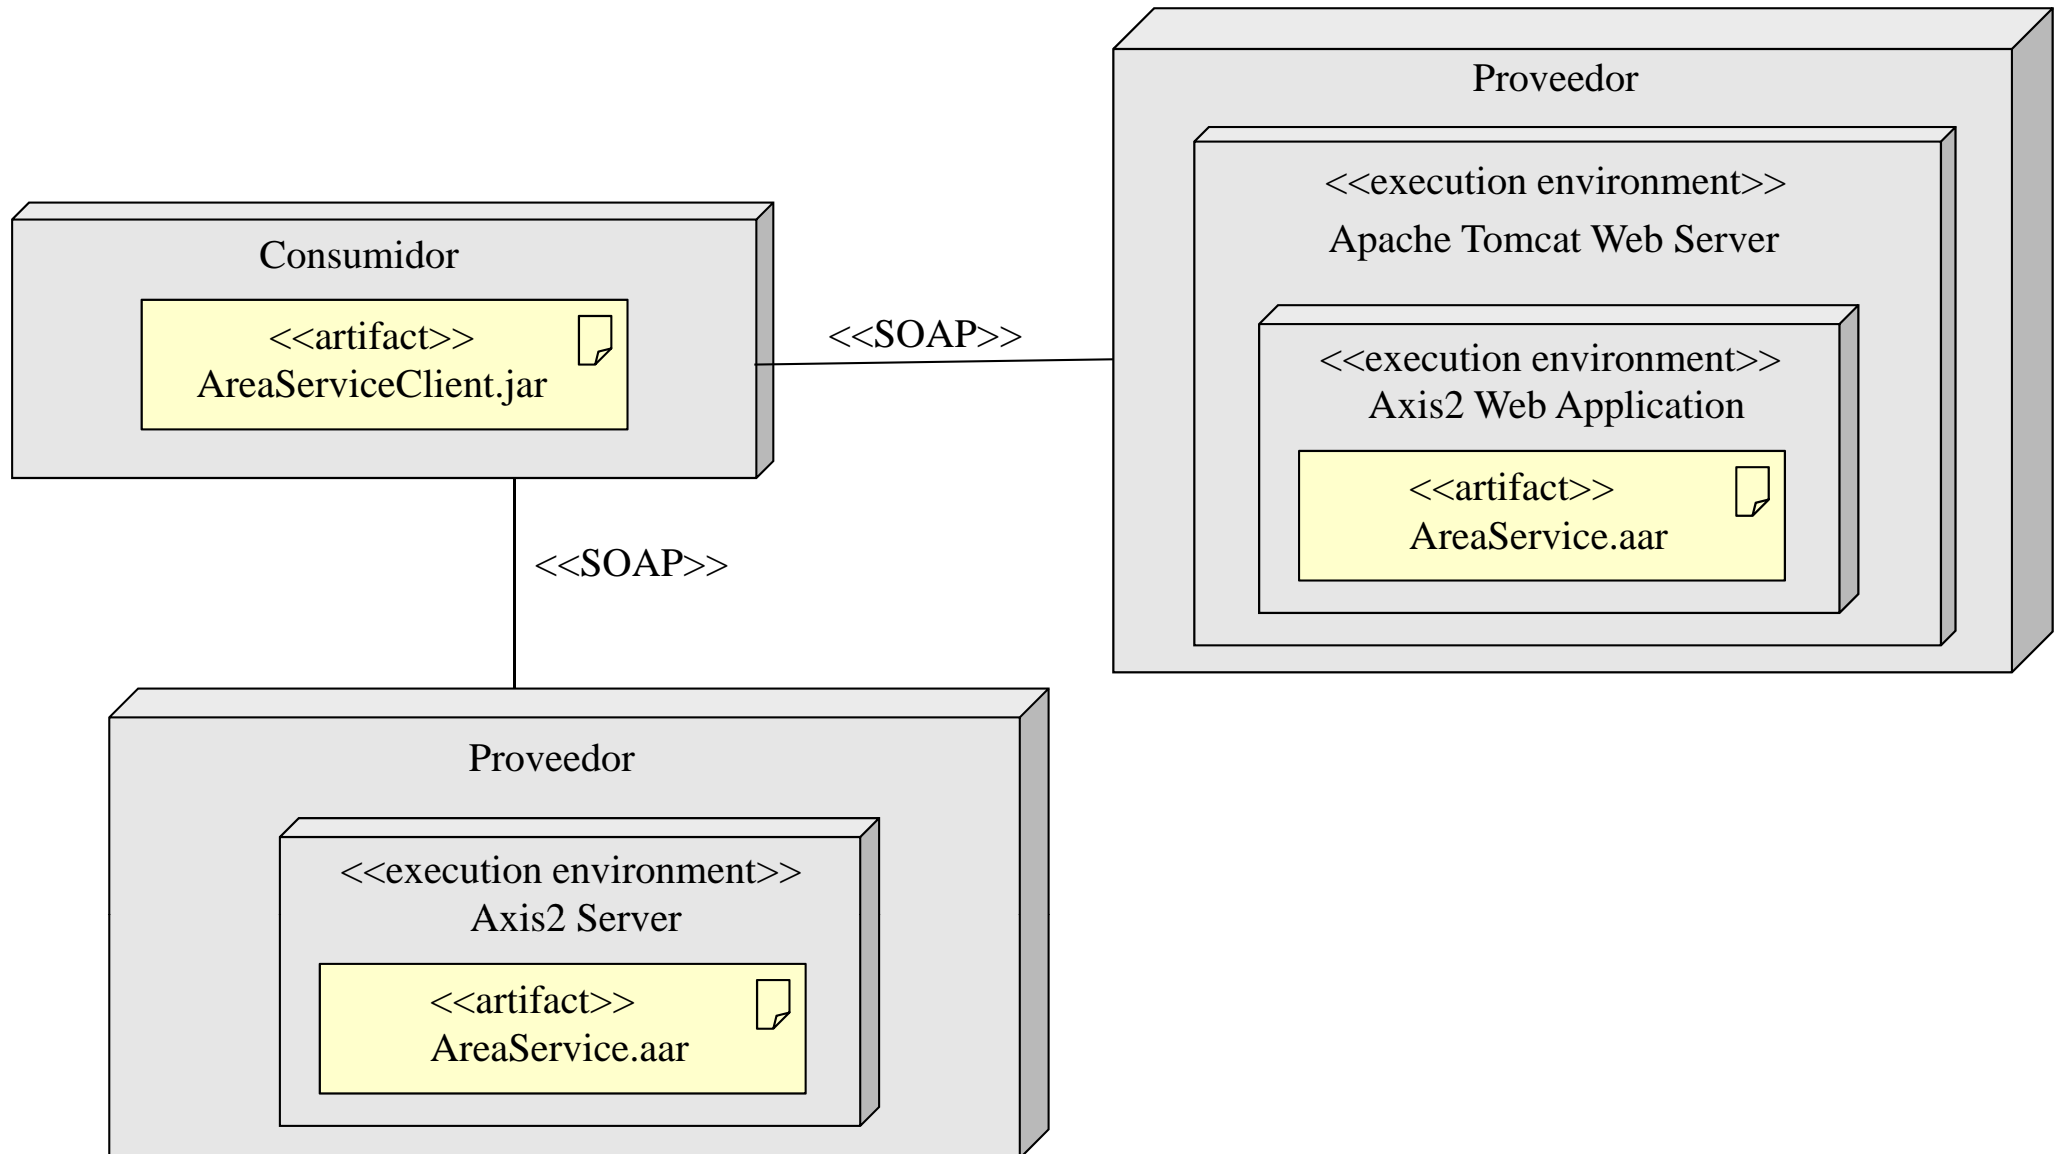 Proveedor
<<execution environment>>
Apache Tomcat Web Server
<<execution environment>>
Axis2 Web Application
<<artifact>>
AreaService.aar
Consumidor
<<artifact>>
AreaServiceClient.jar
<<SOAP>>
<<SOAP>>
Proveedor
<<execution environment>>
Axis2 Server
<<artifact>>
AreaService.aar